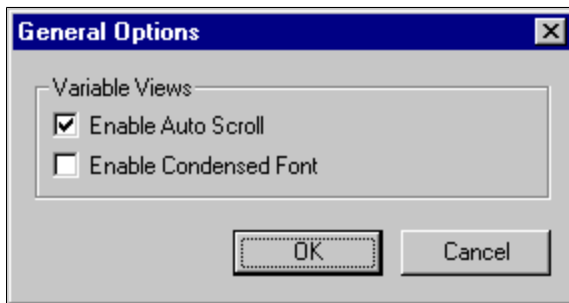 General Options
Variable Views
Enable Auto Scroll
Enable Condensed Font
OK
Cancel